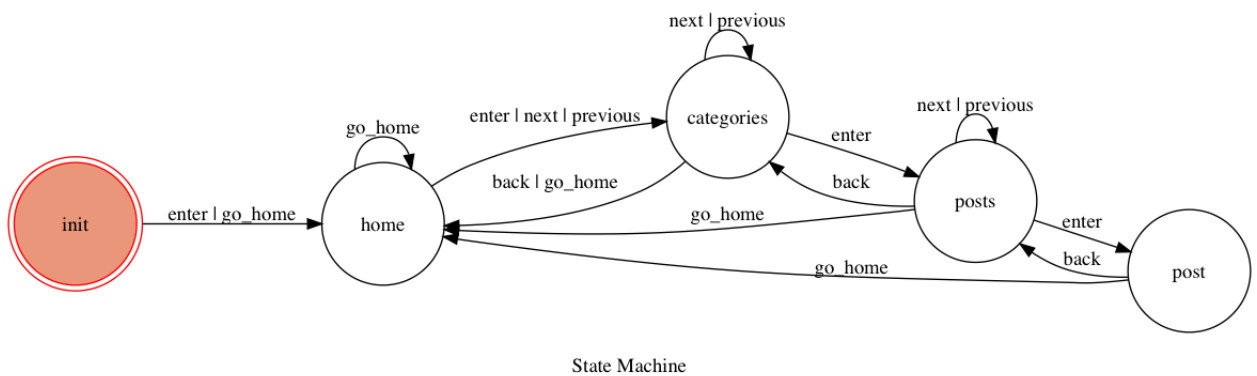 next | previous
next | previous
enter | next | previous
categories
go_home
enter
back | go_home
back
posts
enter | go_home
go_home
init
home
enter
back
go_home
post
State Machine